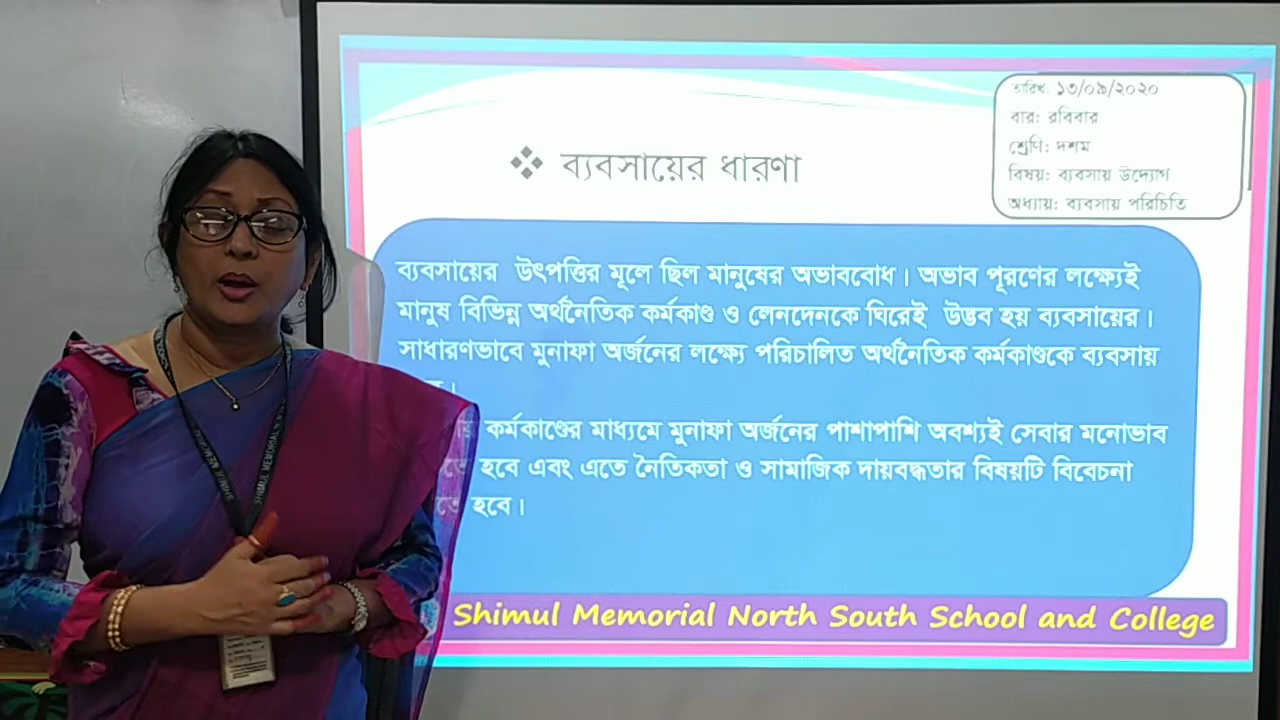 তারিখ: ১৩/০৯/২০২০
বার: রবিবার
শ্রেণি: দশম
বিষয়: ব্যবসায় উদ্যোগ
অধ্যায়: ব্যবসায় পরিচিতি
❖ ব্যবসায়ের ধারণা
ব্যবসায়ের উৎপত্তির মূলে ছিল মানুষের অভাববোধ। অভাব পূরণের লক্ষ্যেই
মানুষ বিভিন্ন অর্থনৈতিক কর্মকাণ্ড ও লেনদেনকে ঘিরেই উদ্ভব হয় ব্যবসায়ের।
সাধারণভাবে মুনাফা অর্জনের লক্ষ্যে পরিচালিত অর্থনৈতিক কর্মকাণ্ডকে ব্যবসায়
কর্মকাণ্ডের মাধ্যমে মুনাফা অর্জনের পাশাপাশি অবশ্যই সেবার মনোভাব
হবে এবং এতে নৈতিকতা ও সামাজিক দায়বদ্ধতার বিষয়টি বিবেচনা
হবে।
Shimul Memorial North South School and College
SHIMUL MEMORIAL